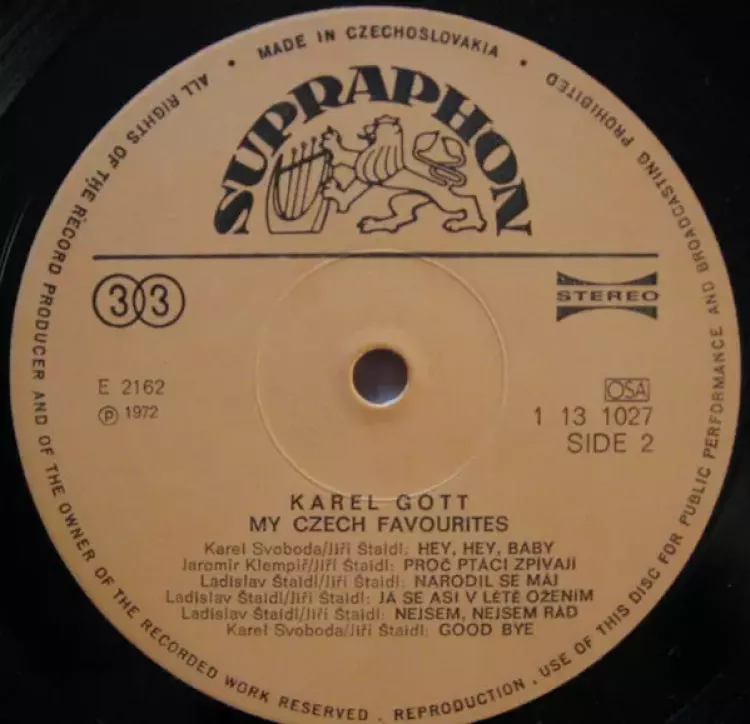 MADE IN CZECHOSLOVAKIA
ALL RIGHTS OF THE RECORD PRODUCER AND OF THE OWNER OF THE RECORDED WORK RESERVED . REPRODUCTION . USE OF THIS DISC FOR PUBLIC PERFORMANCE AND BROADCASTING PROHIBITED
SUPRAPHON
33
STEREO
E 2162
Ⓟ 1972
OSA
1 13 1027
SIDE 2
KAREL GOTT
MY CZECH FAVOURITES
Karel Svoboda/Jiří Štaidl: HEY, HEY, BABY
Jaromír Klempíř/Jiří Štaidl: PROČ PTÁCI ZPÍVAJÍ
Ladislav Štaidl/Jiří Štaidl: NARODIL SE MÁJ
Ladislav Štaidl/Jiří Štaidl: JÁ SE ASI V LÉTĚ OŽENÍM
Ladislav Štaidl/Jiří Štaidl: NEJSEM, NEJSEM RÁD
Karel Svoboda/Jiří Štaidl: GOOD BYE